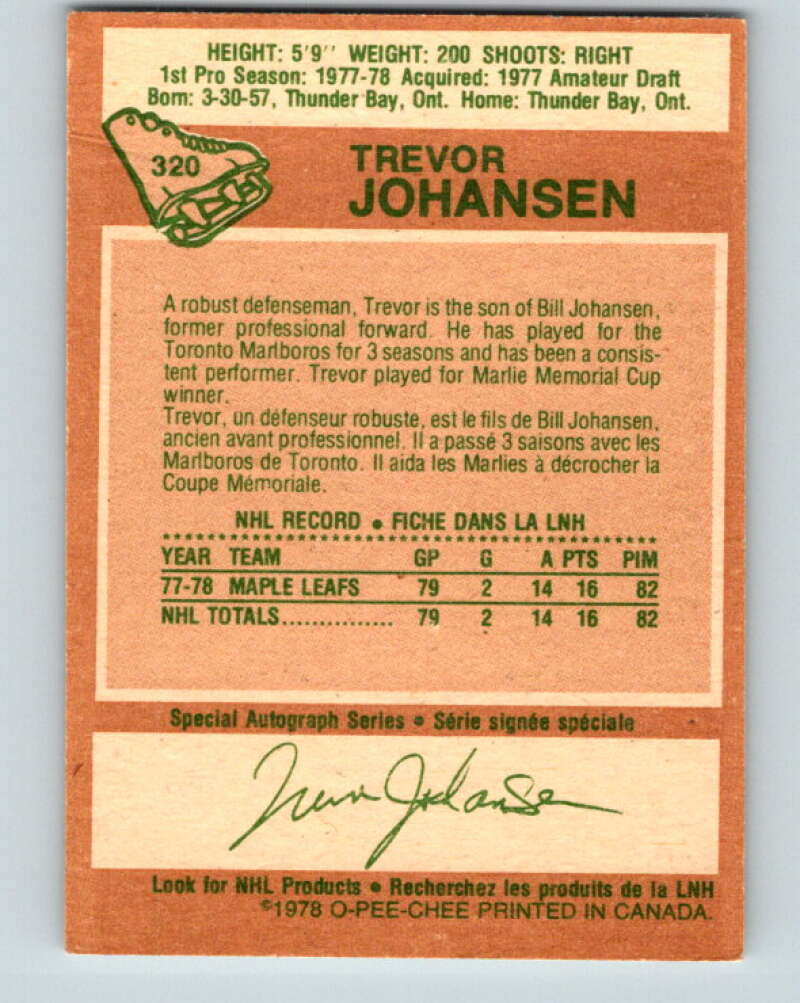 HEIGHT: 5'9'' WEIGHT: 200 SHOOTS: RIGHT
1st Pro Season: 1977-78 Acquired: 1977 Amateur Draft
Born: 3-30-57, Thunder Bay, Ont. Home: Thunder Bay, Ont.
320
TREVOR
JOHANSEN
A robust defenseman, Trevor is the son of Bill Johansen,
former professional forward. He has played for the
Toronto Marlboros for 3 seasons and has been a consis-
tent performer. Trevor played for Marlie Memorial Cup
winner.
Trevor, un défenseur robuste, est le fils de Bill Johansen,
ancien avant professionnel. Il a passé 3 saisons avec les
Marlboros de Toronto. Il aida les Marlies à décrocher la
Coupe Mémoriale.
NHL RECORD • FICHE DANS LA LNH
YEAR TEAM GP G A PTS PIM
77-78 MAPLE LEAFS 79 2 14 16 82
NHL TOTALS............... 79 2 14 16 82
Special Autograph Series • Série signée spéciale
Trevor Johansen
Look for NHL Products • Recherchez les produits de la LNH
©1978 O-PEE-CHEE PRINTED IN CANADA.